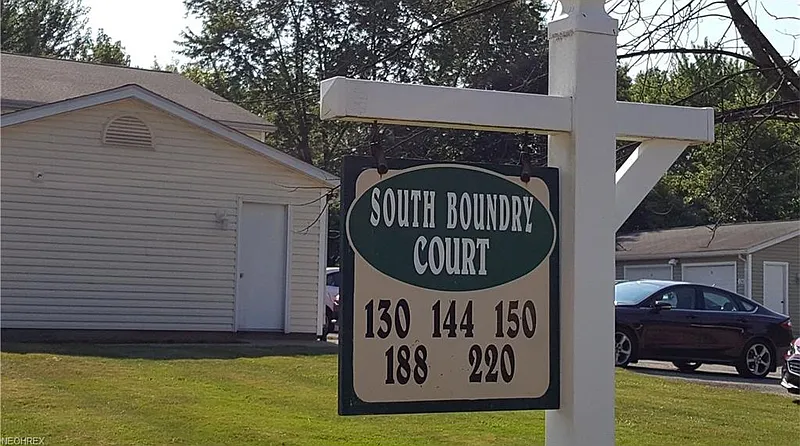 SOUTH BOUNDRY
COURT
130 144 150
188 220
NEOHREX